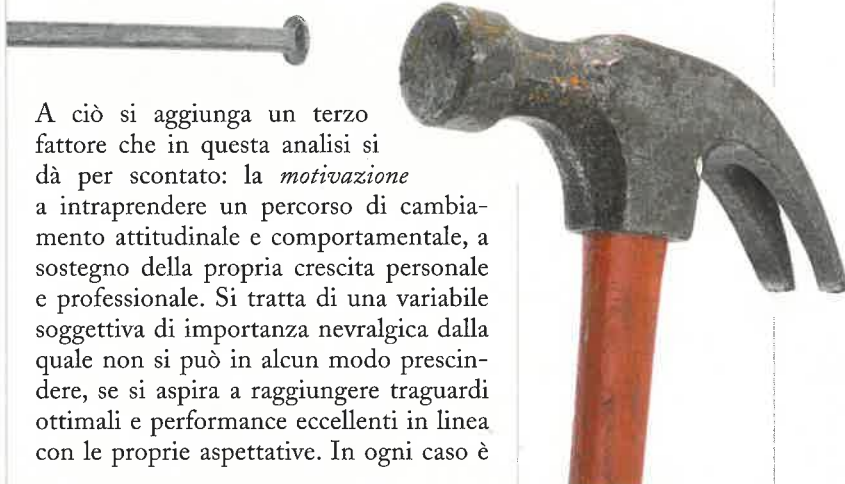 A ciò si aggiunga un terzo
fattore che in questa analisi si
dà per scontato: la motivazione
a intraprendere un percorso di cambia-
mento attitudinale e comportamentale, a
sostegno della propria crescita personale
e professionale. Si tratta di una variabile
soggettiva di importanza nevralgica dalla
quale non si può in alcun modo prescin-
dere, se si aspira a raggiungere traguardi
ottimali e performance eccellenti in linea
con le proprie aspettative. In ogni caso è